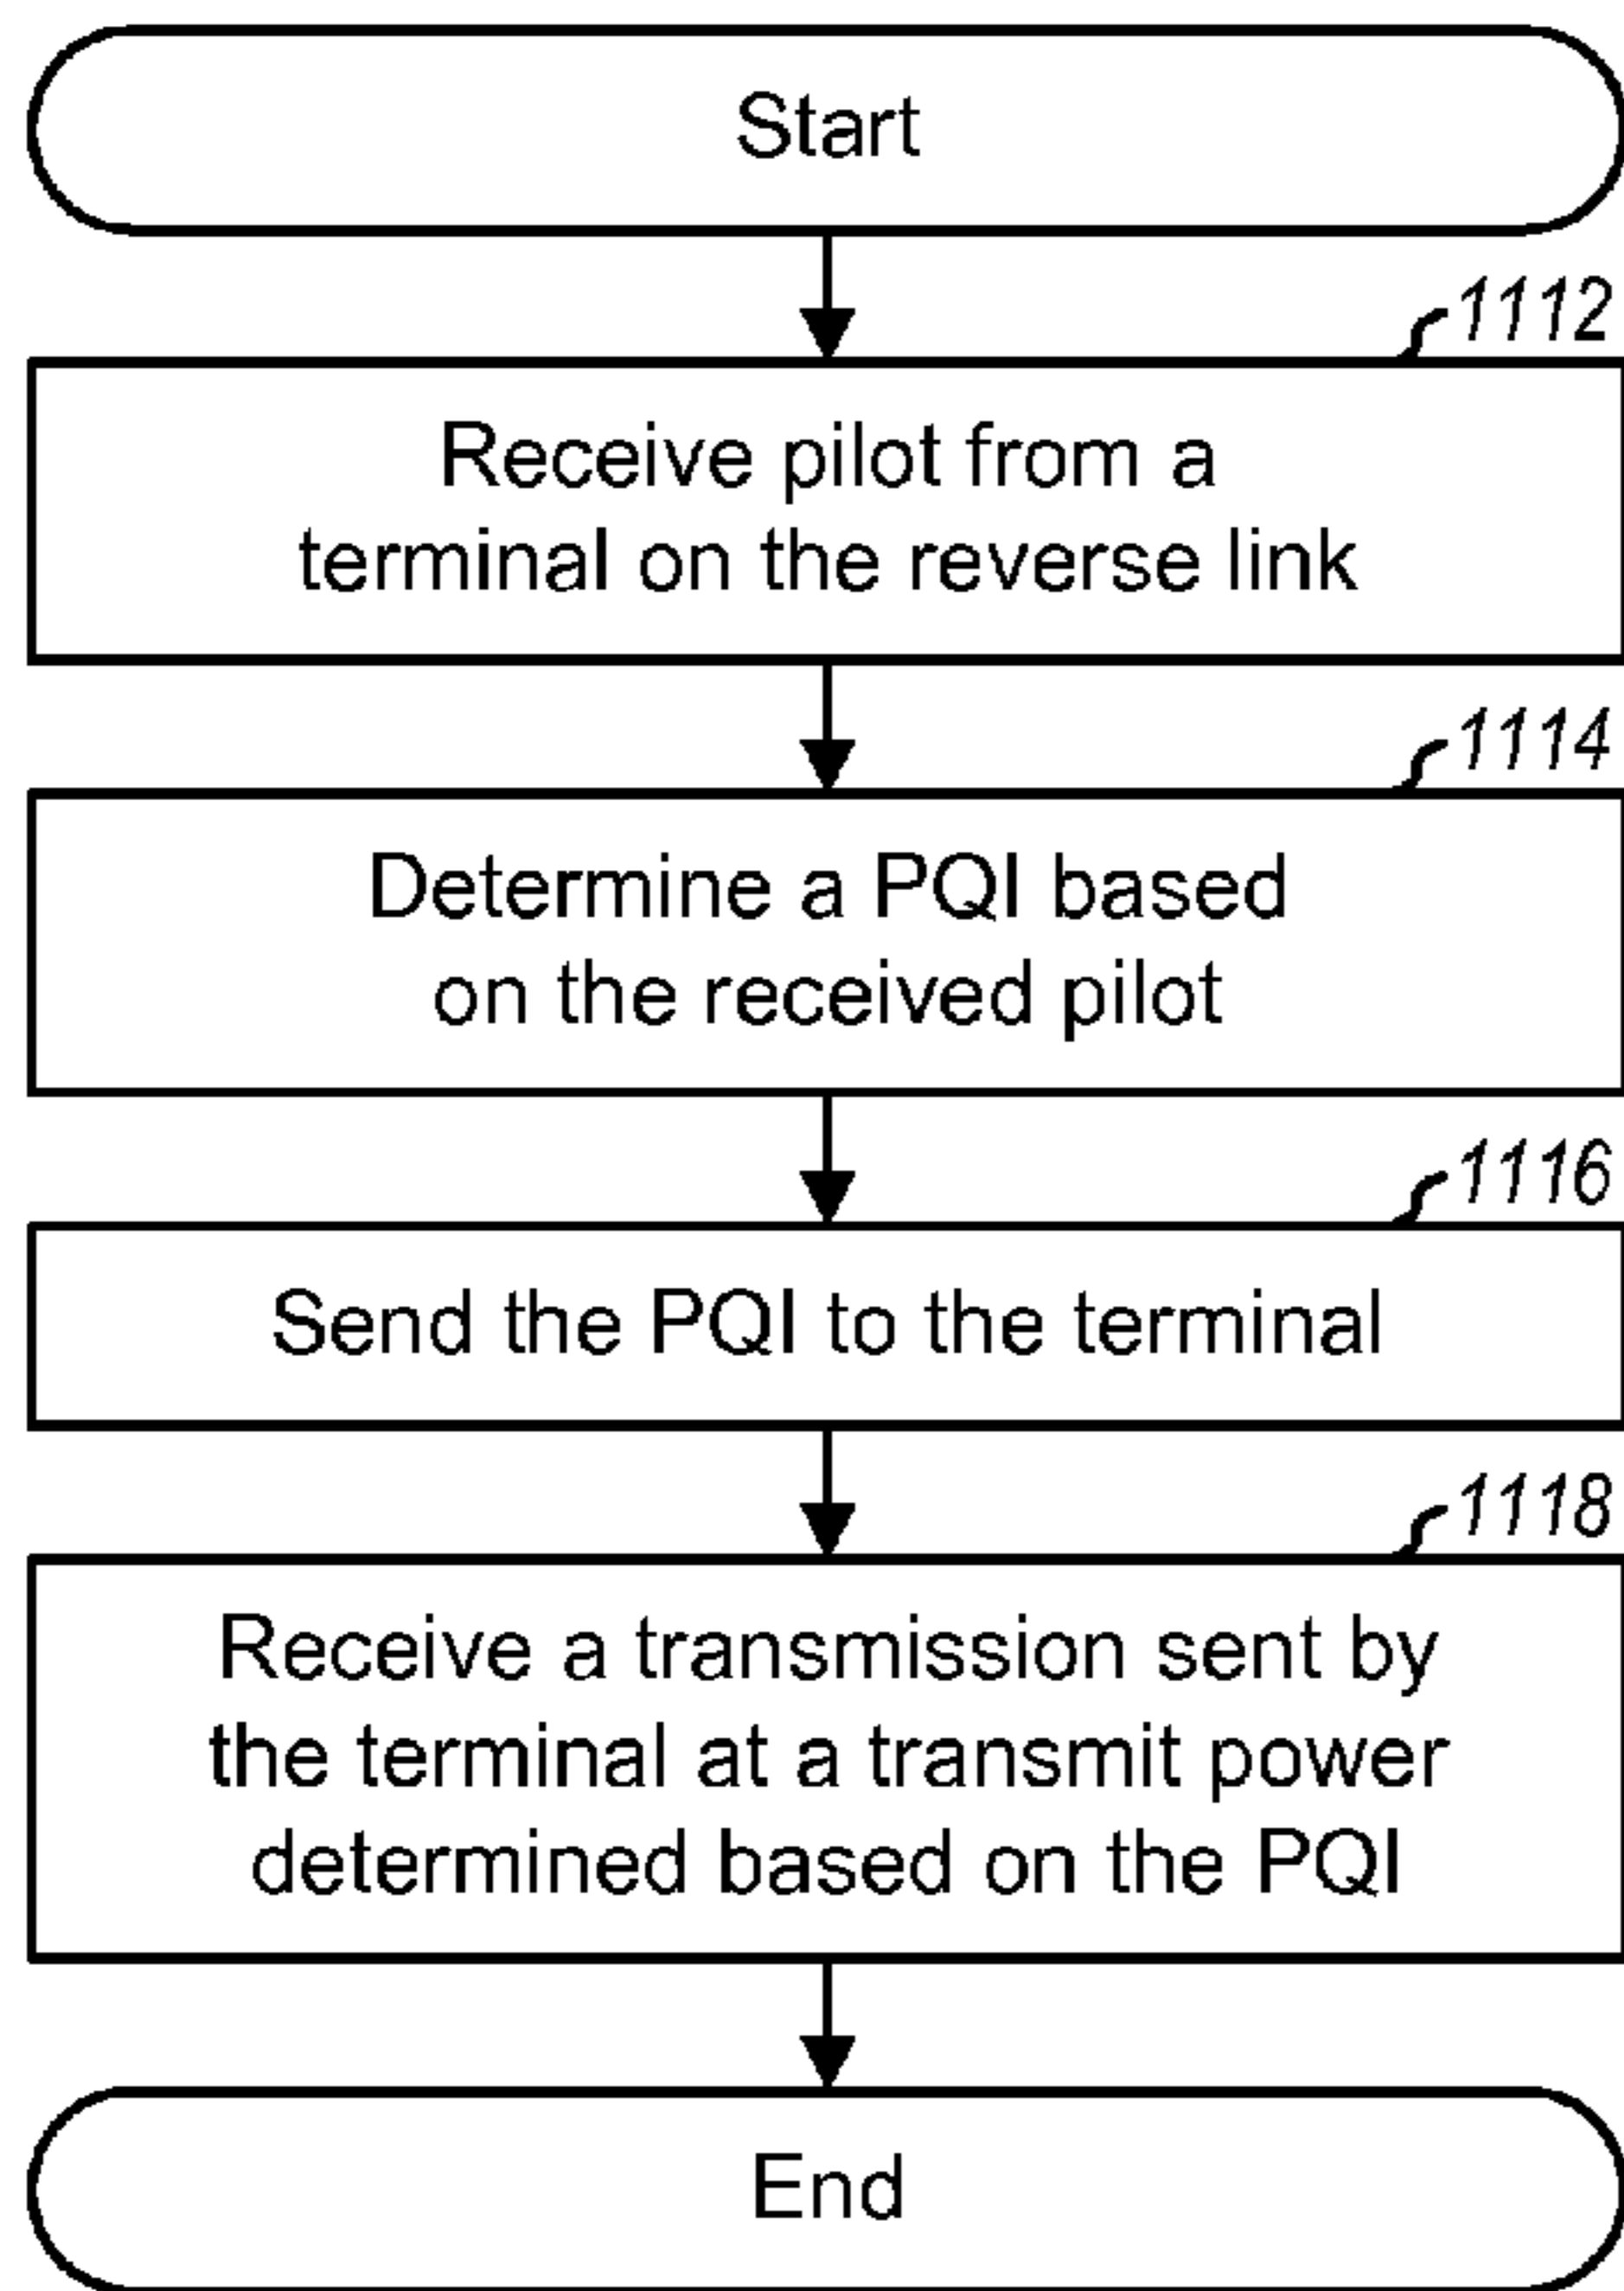 Start
1112
Receive pilot from a
terminal on the reverse link
1114
Determine a PQI based
on the received pilot
1116
Send the PQI to the terminal
1118
Receive a transmission sent by
the terminal at a transmit power
determined based on the PQI
End